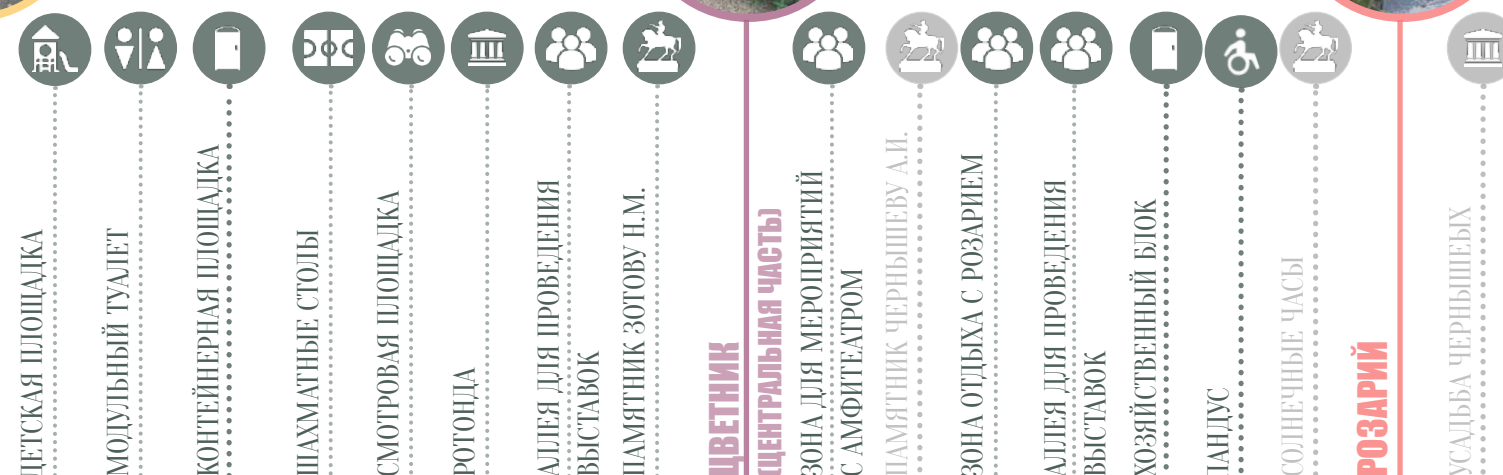 ДЕТСКАЯ ПЛОЩАДКА
МОДУЛЬНЫЙ ТУАЛЕТ
КОНТЕЙНЕРНАЯ ПЛОЩАДКА
ШАХМАТНЫЕ СТОЛЫ
СМОТРОВАЯ ПЛОЩАДКА
РОТОНДА
АЛЛЕЯ ДЛЯ ПРОВЕДЕНИЯ
ВЫСТАВОК
ПАМЯТНИК ЗОТОВУ Н.М.
ЦВЕТНИК
(ЦЕНТРАЛЬНАЯ ЧАСТЬ)
ЗОНА ДЛЯ МЕРОПРИЯТИЙ
С АМФИТЕАТРОМ
ПАМЯТНИК ЧЕРНЫШЕВУ А.И.
ЗОНА ОТДЫХА С РОЗАРИЕМ
АЛЛЕЯ ДЛЯ ПРОВЕДЕНИЯ
ВЫСТАВОК
ХОЗЯЙСТВЕННЫЙ БЛОК
ПАНДУС
СОЛНЕЧНЫЕ ЧАСЫ
РОЗАРИЙ
УСАДЬБА ЧЕРНЫШЕВЫХ